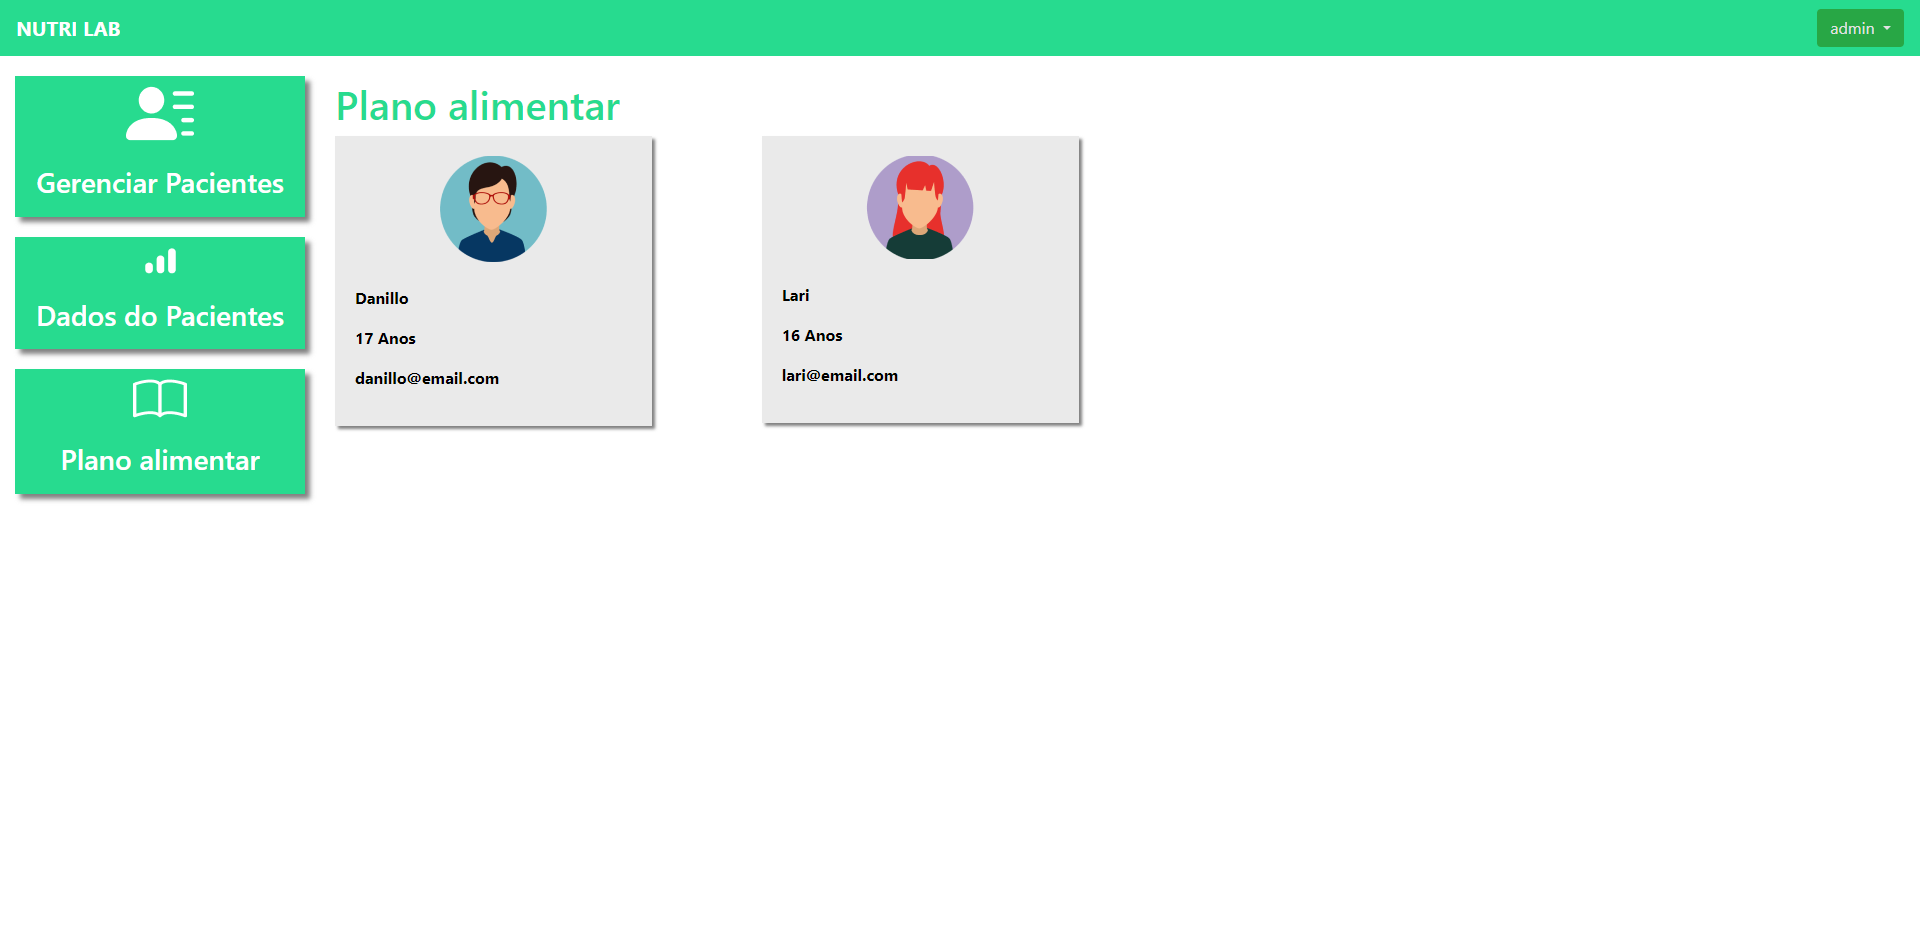 NUTRI LAB
admin
Gerenciar Pacientes
Dados do Pacientes
Plano alimentar
Plano alimentar
Danillo
17 Anos
danillo@email.com
Lari
16 Anos
lari@email.com